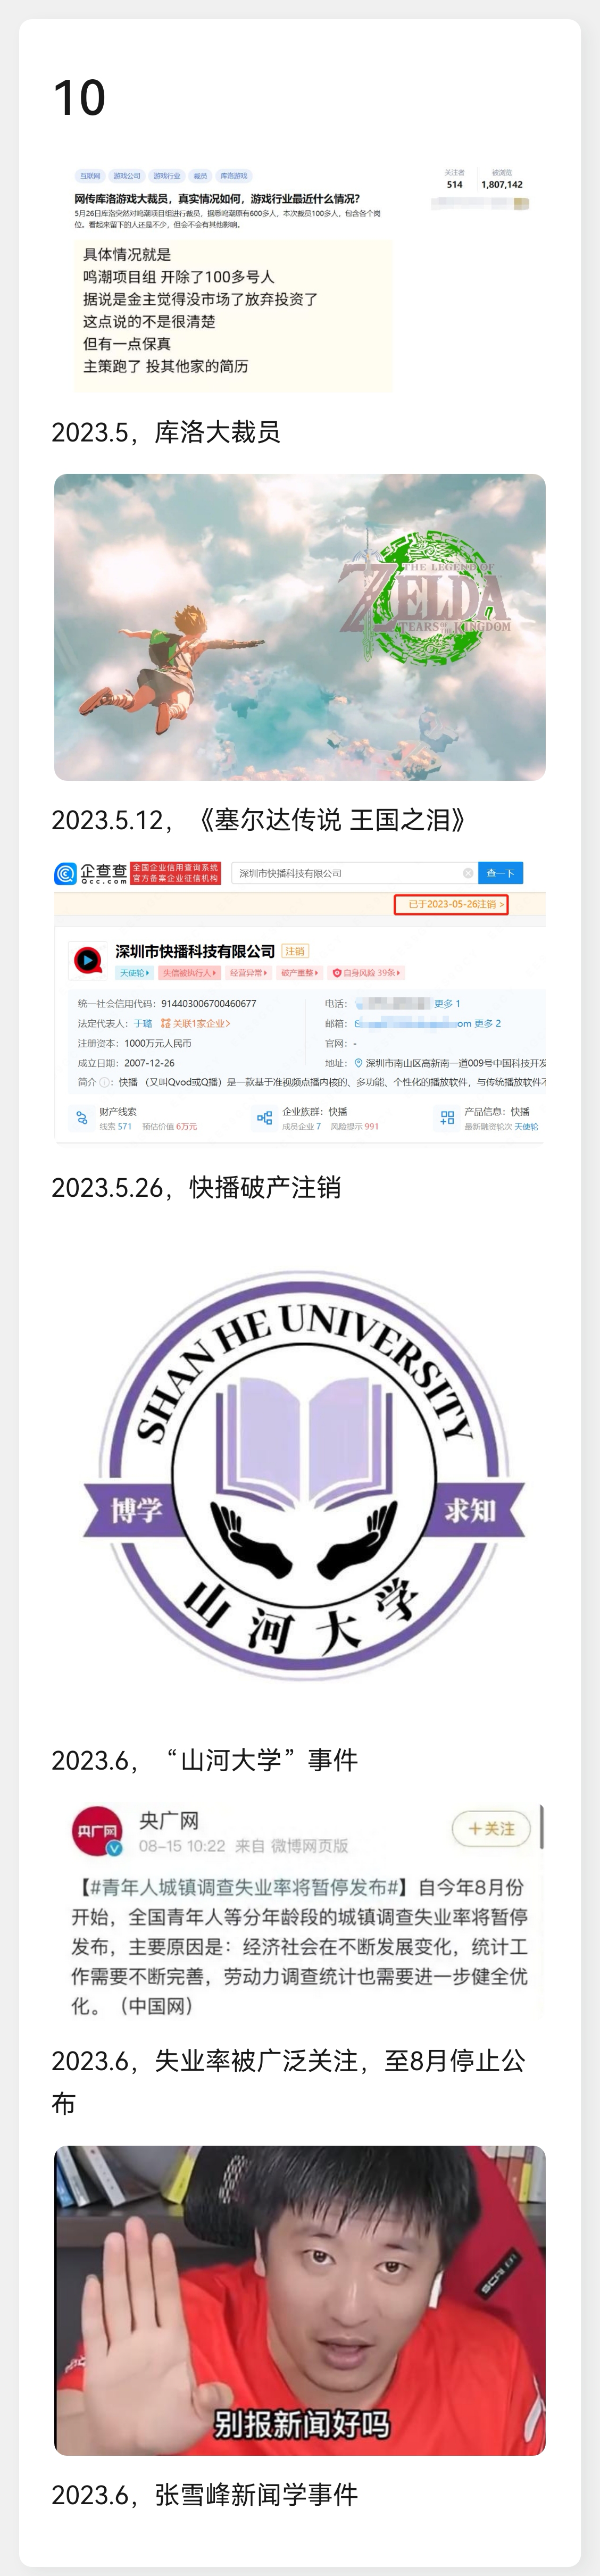 10
互联网 游戏公司 游戏行业 裁员 库洛游戏
关注者 被浏览
514 1,807,142
网传库洛游戏大裁员，真实情况如何，游戏行业最近什么情况？
5月26日库洛突然对鸣潮项目组进行裁员，据悉鸣潮原有600多人，本次裁员100多人，包含各个岗
位。看起来留下的人还是不少，但会不会有其他影响。
具体情况就是
鸣潮项目组 开除了100多号人
据说是金主觉得没市场了放弃投资了
这点说的不是很清楚
但有一点保真
主策跑了 投其他家的简历
2023.5，库洛大裁员
THE LEGEND OF
ZELDA
TEARS OF THE KINGDOM
2023.5.12，《塞尔达传说 王国之泪》
企查查 全国企业信用查询系统
Qcc.com 官方备案企业征信机构
深圳市快播科技有限公司 查一下
已于2023-05-26注销 >
深圳市快播科技有限公司 注销
天使轮 失信被执行人 经营异常 破产重整 自身风险 39条
统一社会信用代码：914403006700460677 电话： 更多 1
法定代表人：于璐 关联1家企业> 邮箱： om 更多 2
注册资本：1000万元人民币 官网：-
成立日期：2007-12-26 地址：深圳市南山区高新南一道009号中国科技开发
简介：快播 （又叫Qvod或Q播）是一款基于准视频点播内核的、多功能、个性化的播放软件，与传统播放软件不
财产线索 企业族群：快播 产品信息：快播
线索 571 预估价值 6万元 成员企业 7 风险提示 991 最新融资轮次 天使轮
2023.5.26，快播破产注销
SHAN HE UNIVERSITY
博学 求知
山河大学
2023.6，“山河大学”事件
央广网 央广网 +关注
08-15 10:22 来自 微博网页版
【#青年人城镇调查失业率将暂停发布#】自今年8月份
开始，全国青年人等分年龄段的城镇调查失业率将暂停
发布，主要原因是：经济社会在不断发展变化，统计工
作需要不断完善，劳动力调查统计也需要进一步健全优
化。（中国网）
2023.6，失业率被广泛关注，至8月停止公
布
别报新闻好吗
2023.6，张雪峰新闻学事件